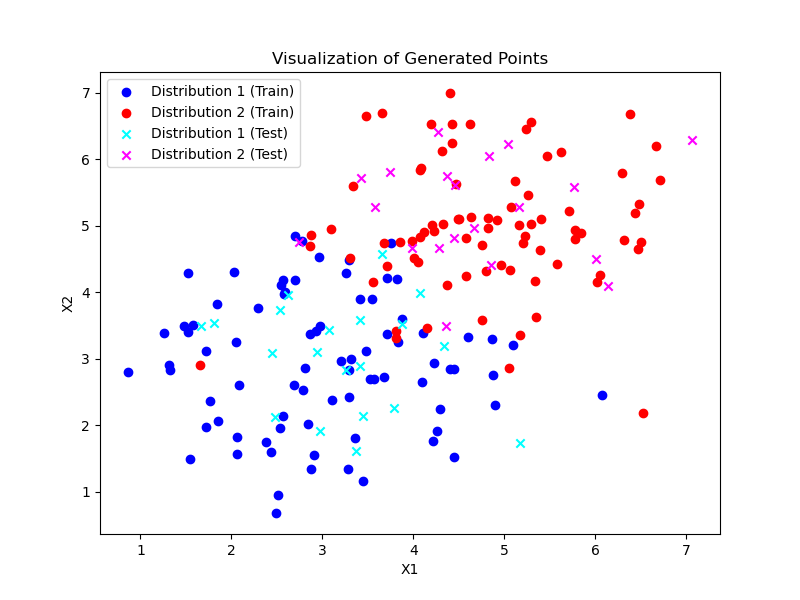 Visualization of Generated Points
Distribution 1 (Train)
Distribution 2 (Train)
Distribution 1 (Test)
Distribution 2 (Test)
7
6
5
4
3
2
1
X2
1 2 3 4 5 6 7
X1